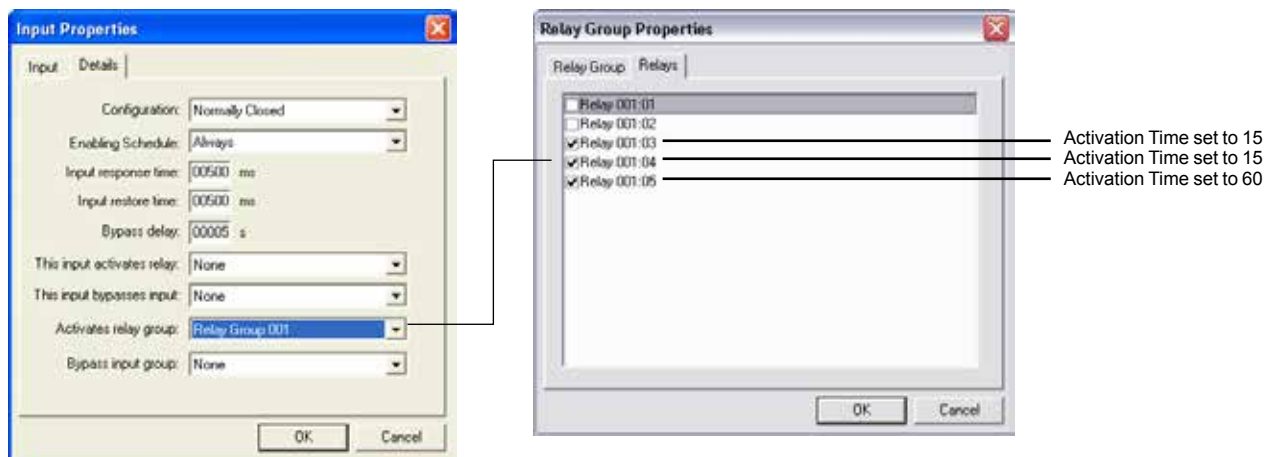 Input Properties
Input Details
Configuration: Normally Closed
Enabling Schedule: Always
Input response time: 00500 ms
Input restore time: 00500 ms
Bypass delay: 00005 s
This input activates relay: None
This input bypasses input: None
Activates relay group: Relay Group 001
Bypass input group: None
OK Cancel
Relay Group Properties
Relay Group Relays
Relay 001:01
Relay 001:02
Relay 001:03
Relay 001:04
Relay 001:05
OK Cancel
Activation Time set to 15
Activation Time set to 15
Activation Time set to 60